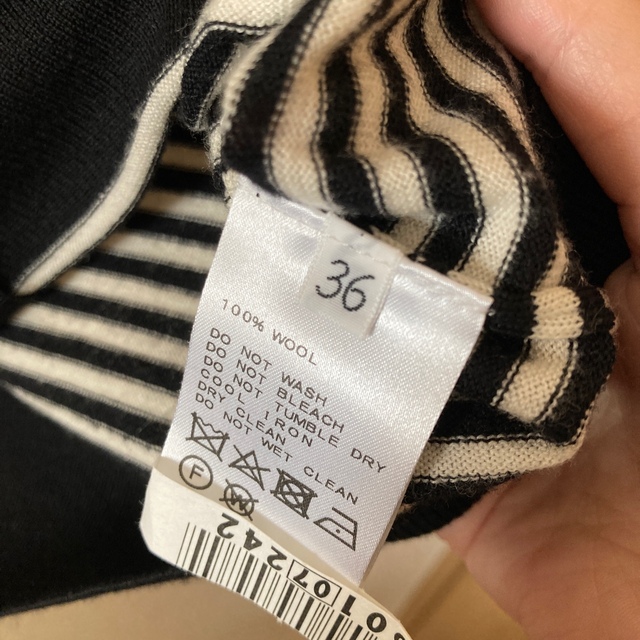 36
100% WOOL
DO NOT WASH
DO NOT BLEACH
DO NOT TUMBLE DRY
COOL IRON
DRY CLEAN
DO NOT WET CLEAN
F
W
30107242